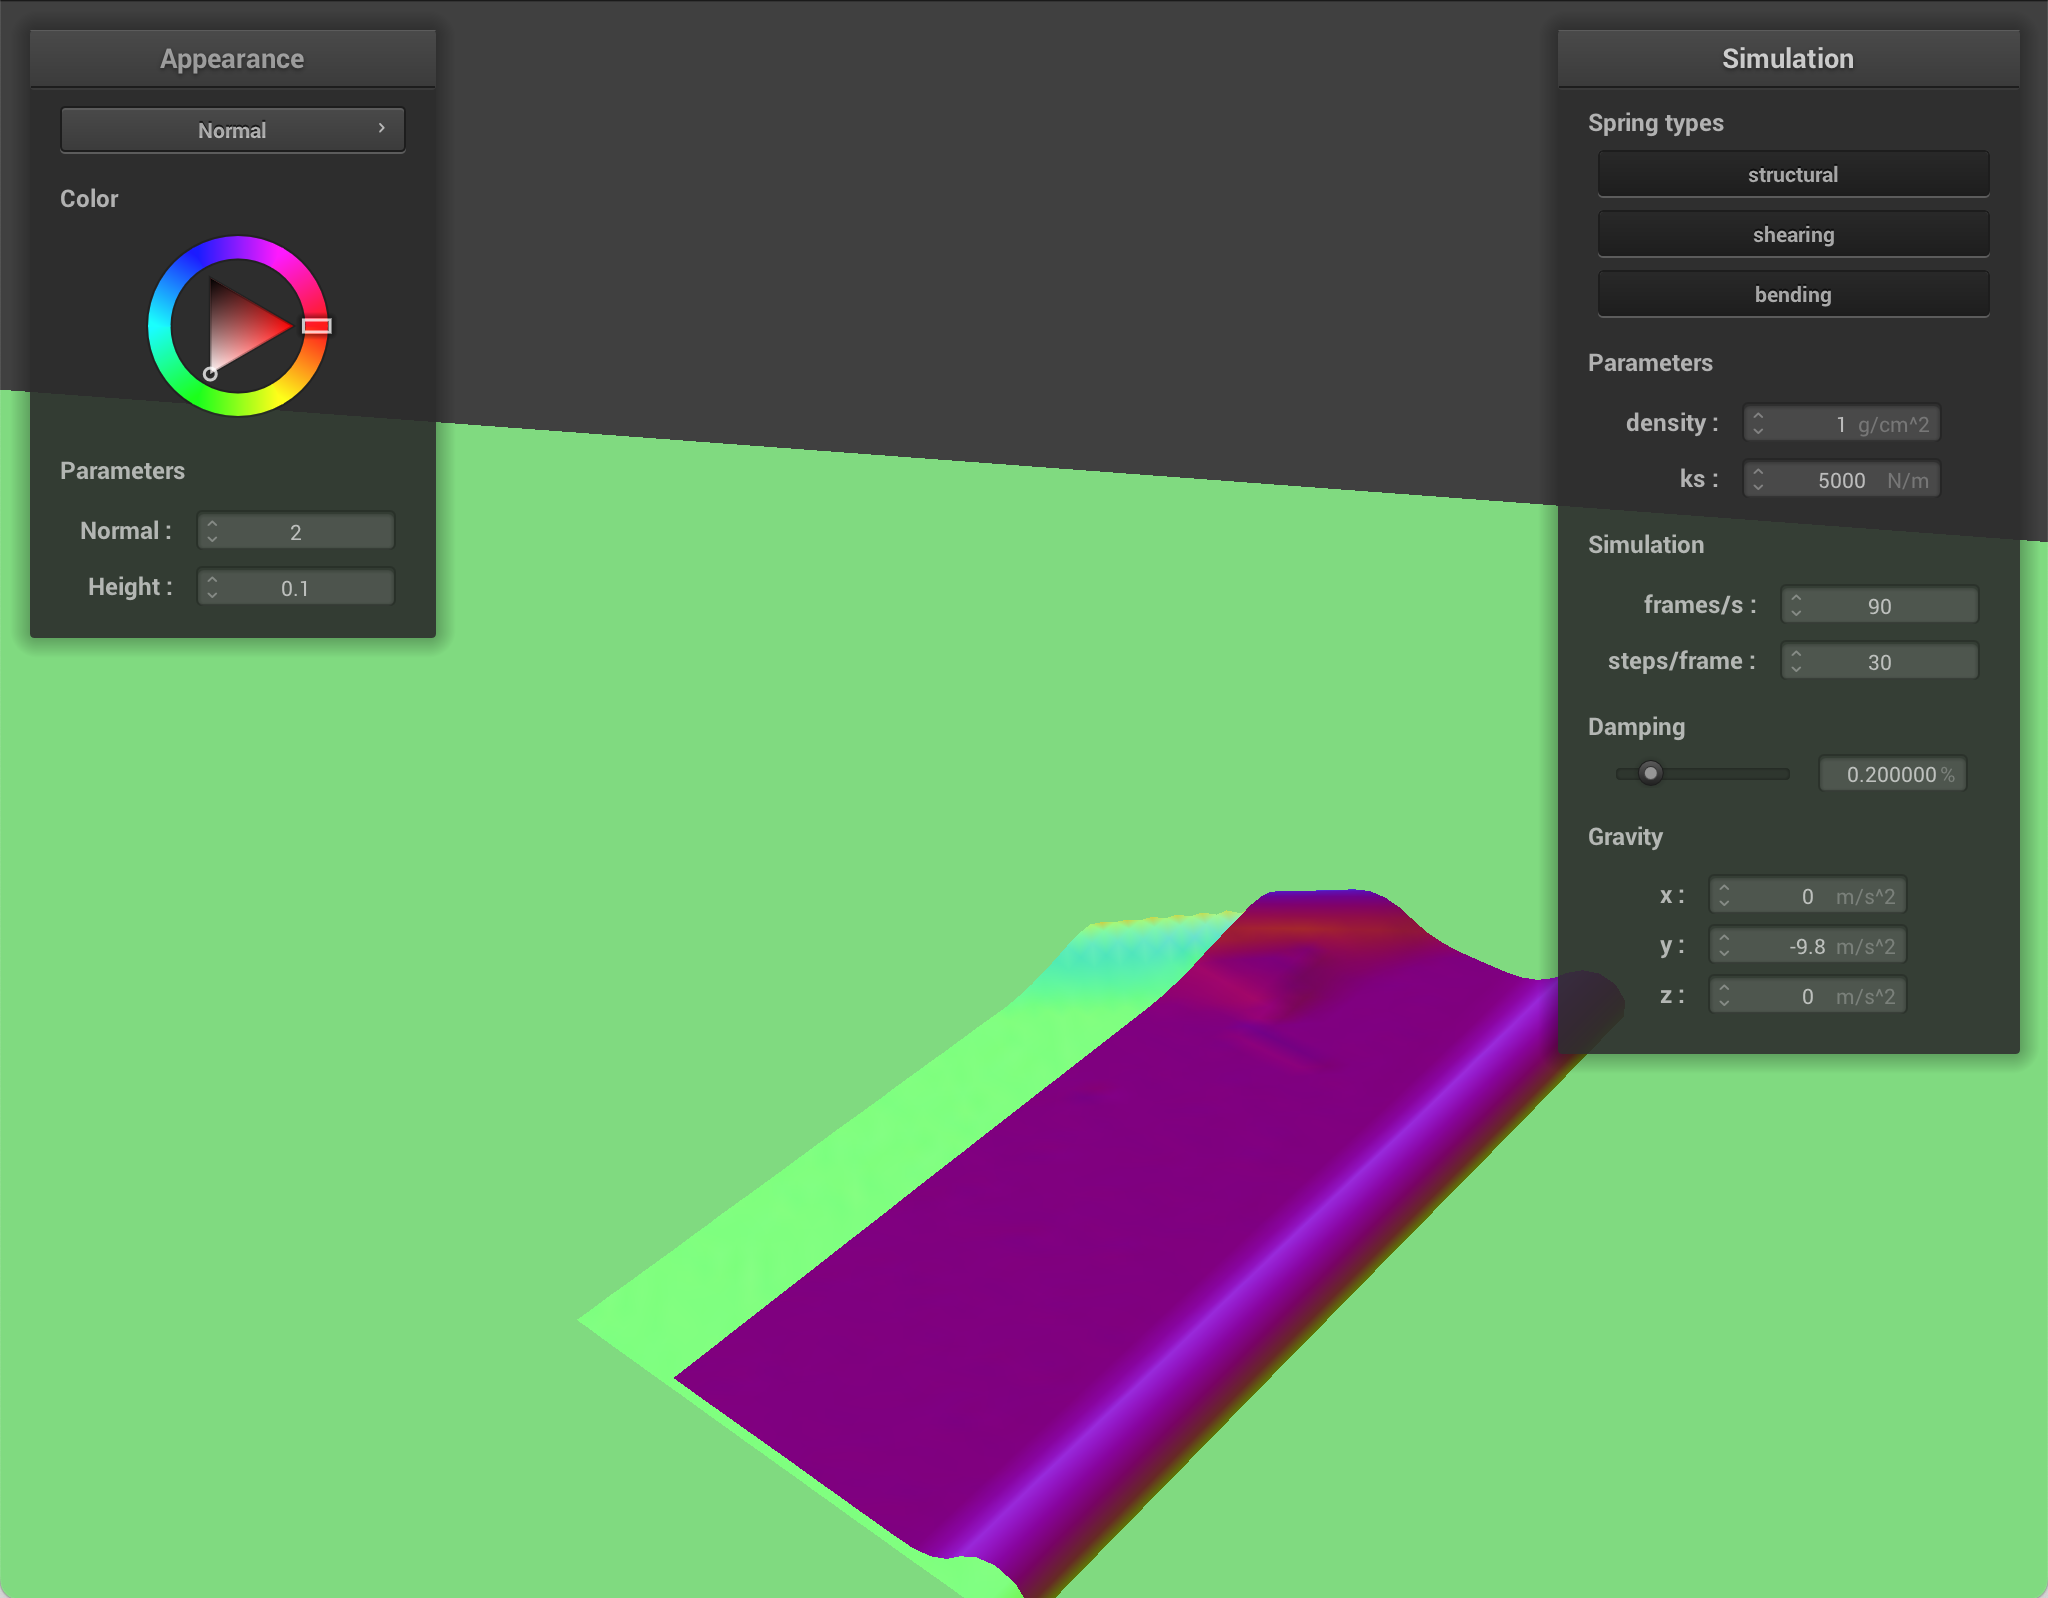 Appearance
Normal
Color
Parameters
Normal : 2
Height : 0.1
Simulation
Spring types
structural
shearing
bending
Parameters
density : 1 g/cm^2
ks : 5000 N/m
Simulation
frames/s : 90
steps/frame : 30
Damping
0.200000 %
Gravity
x : 0 m/s^2
y : -9.8 m/s^2
z : 0 m/s^2